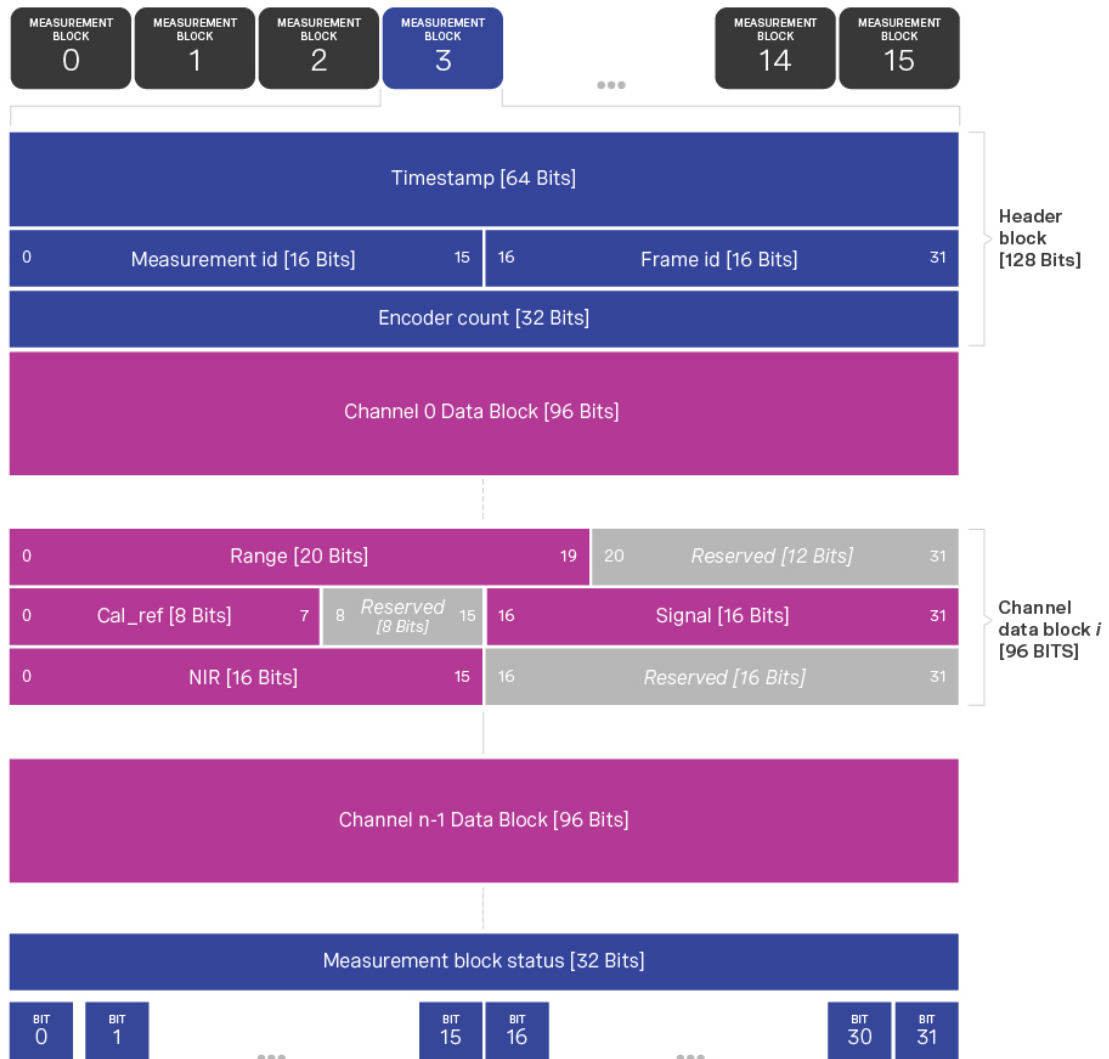 MEASUREMENT
BLOCK
0
MEASUREMENT
BLOCK
1
MEASUREMENT
BLOCK
2
MEASUREMENT
BLOCK
3
•••
MEASUREMENT
BLOCK
14
MEASUREMENT
BLOCK
15
Timestamp [64 Bits]
0 Measurement id [16 Bits] 15 16 Frame id [16 Bits] 31
Encoder count [32 Bits]
Header
block
[128 Bits]
Channel 0 Data Block [96 Bits]
0 Range [20 Bits] 19 20 Reserved [12 Bits] 31
0 Cal_ref [8 Bits] 7 8 Reserved
[8 Bits] 15 16 Signal [16 Bits] 31
0 NIR [16 Bits] 15 16 Reserved [16 Bits] 31
Channel
data block i
[96 BITS]
Channel n-1 Data Block [96 Bits]
Measurement block status [32 Bits]
BIT
0
BIT
1
•••
BIT
15
BIT
16
•••
BIT
30
BIT
31